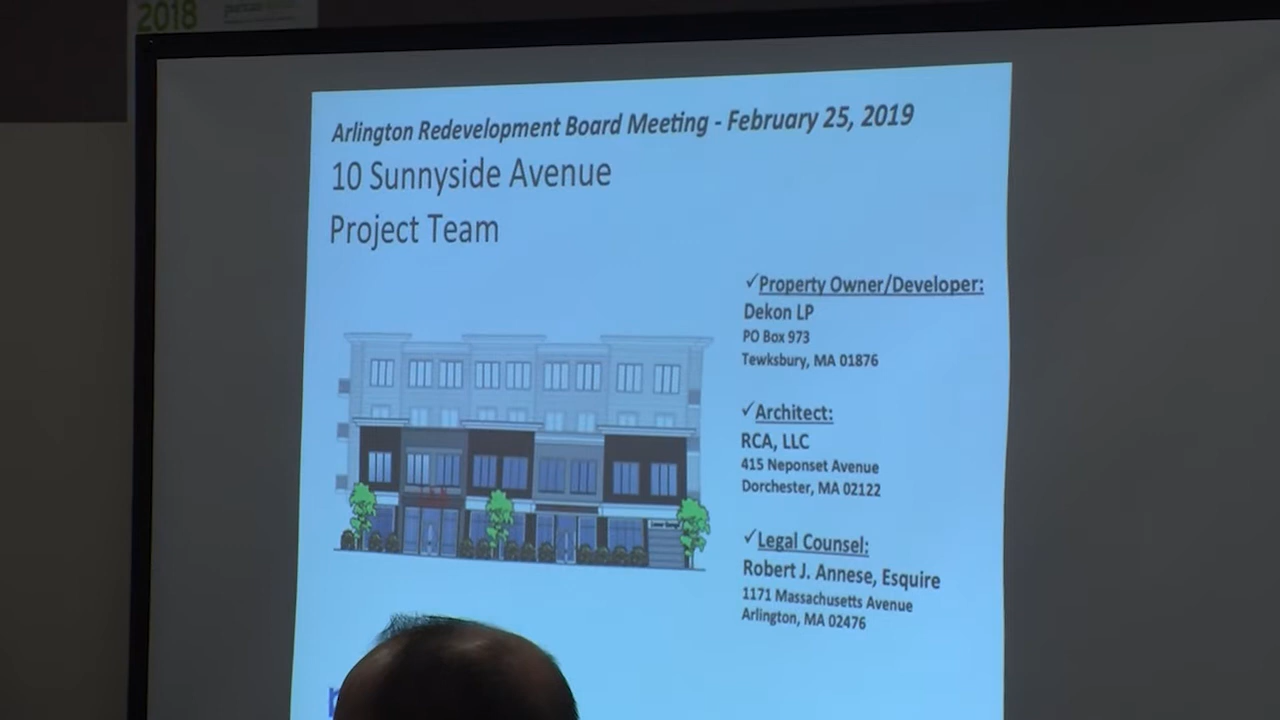 2018
Arlington Redevelopment Board Meeting - February 25, 2019
10 Sunnyside Avenue
Project Team
✓Property Owner/Developer:
Dekon LP
PO Box 973
Tewksbury, MA 01876
✓Architect:
RCA, LLC
415 Neponset Avenue
Dorchester, MA 02122
✓Legal Counsel:
Robert J. Annese, Esquire
1171 Massachusetts Avenue
Arlington, MA 02476